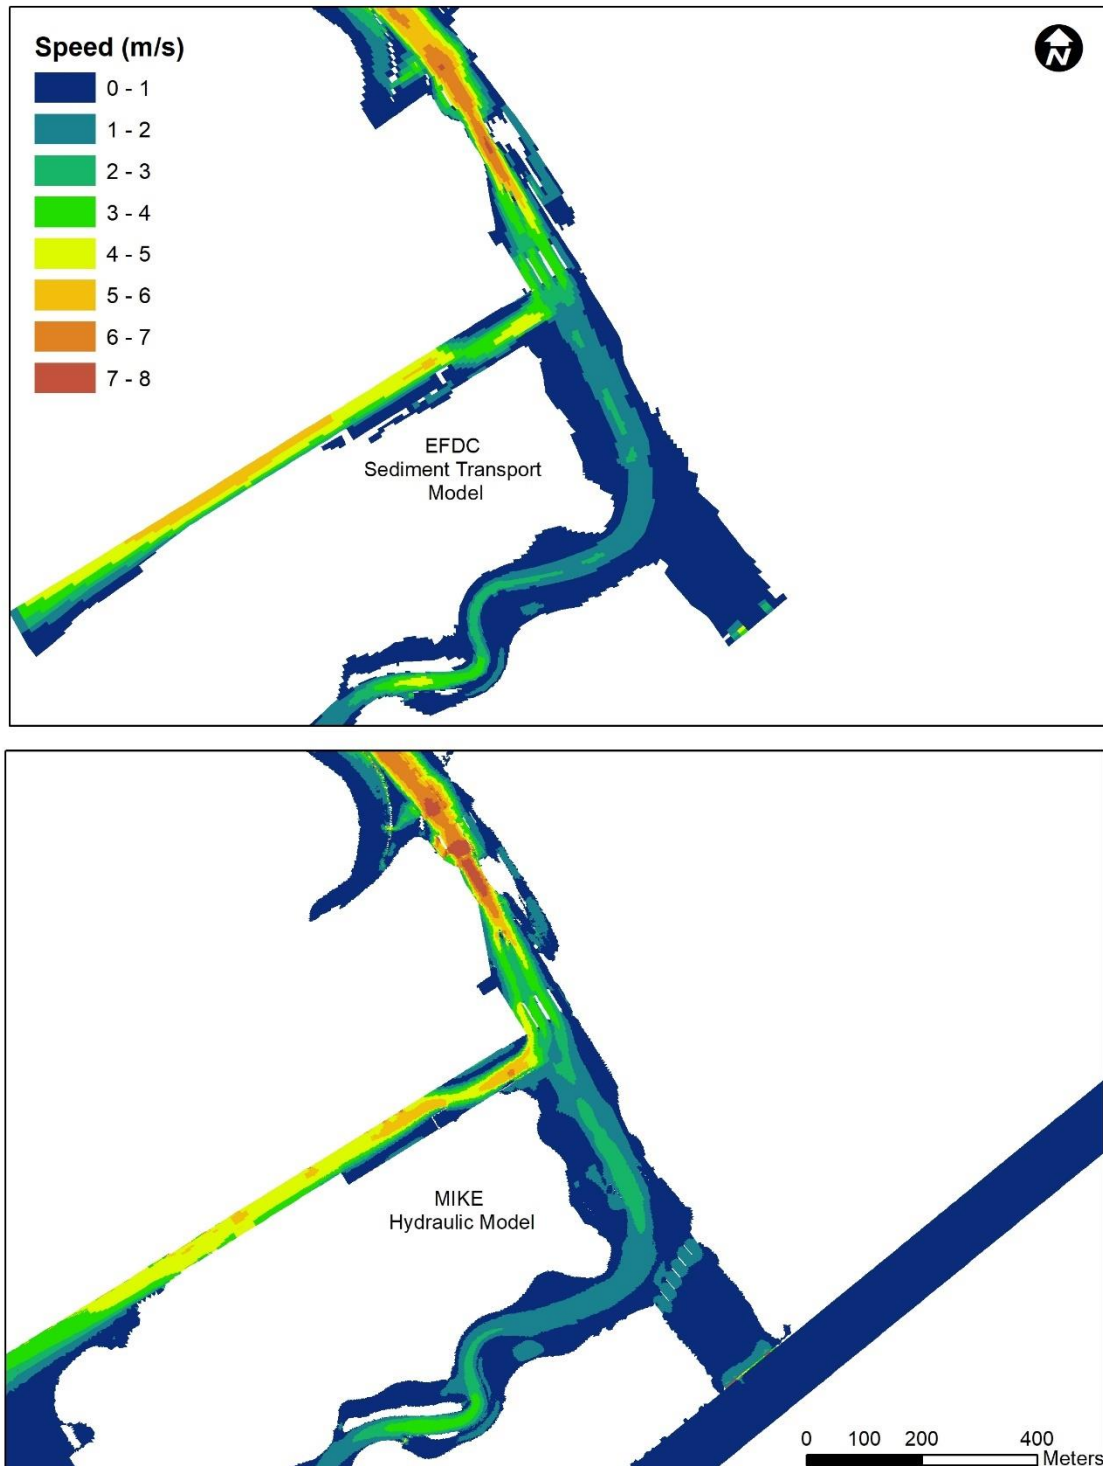 Speed (m/s)
0 - 1
1 - 2
2 - 3
3 - 4
4 - 5
5 - 6
6 - 7
7 - 8
N
EFDC
Sediment Transport
Model
MIKE
Hydraulic Model
0 100 200 400
Meters